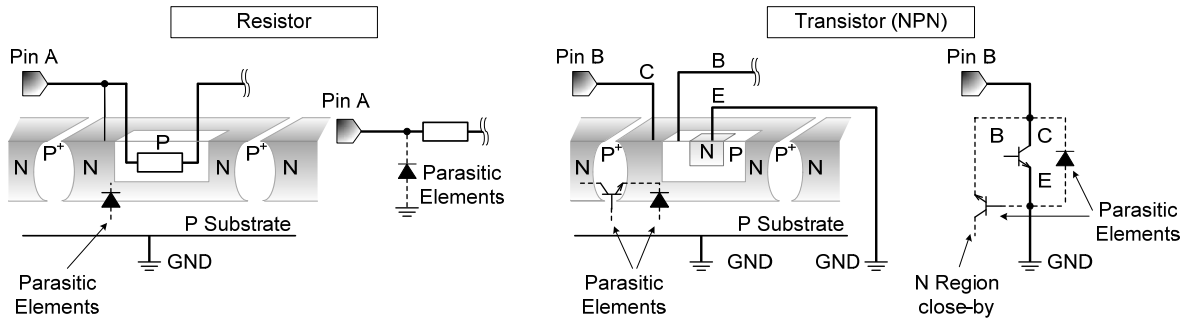 Resistor
Transistor (NPN)
Pin A
Pin B
C
B
E
Pin B
Pin A
N
P+
N
P
P+
N
Parasitic
Elements
N
P+
N
N
P
P+
N
B
C
E
P Substrate
P Substrate
Parasitic
Elements
GND
GND
GND
GND
Parasitic
Elements
Parasitic
Elements
N Region
close-by